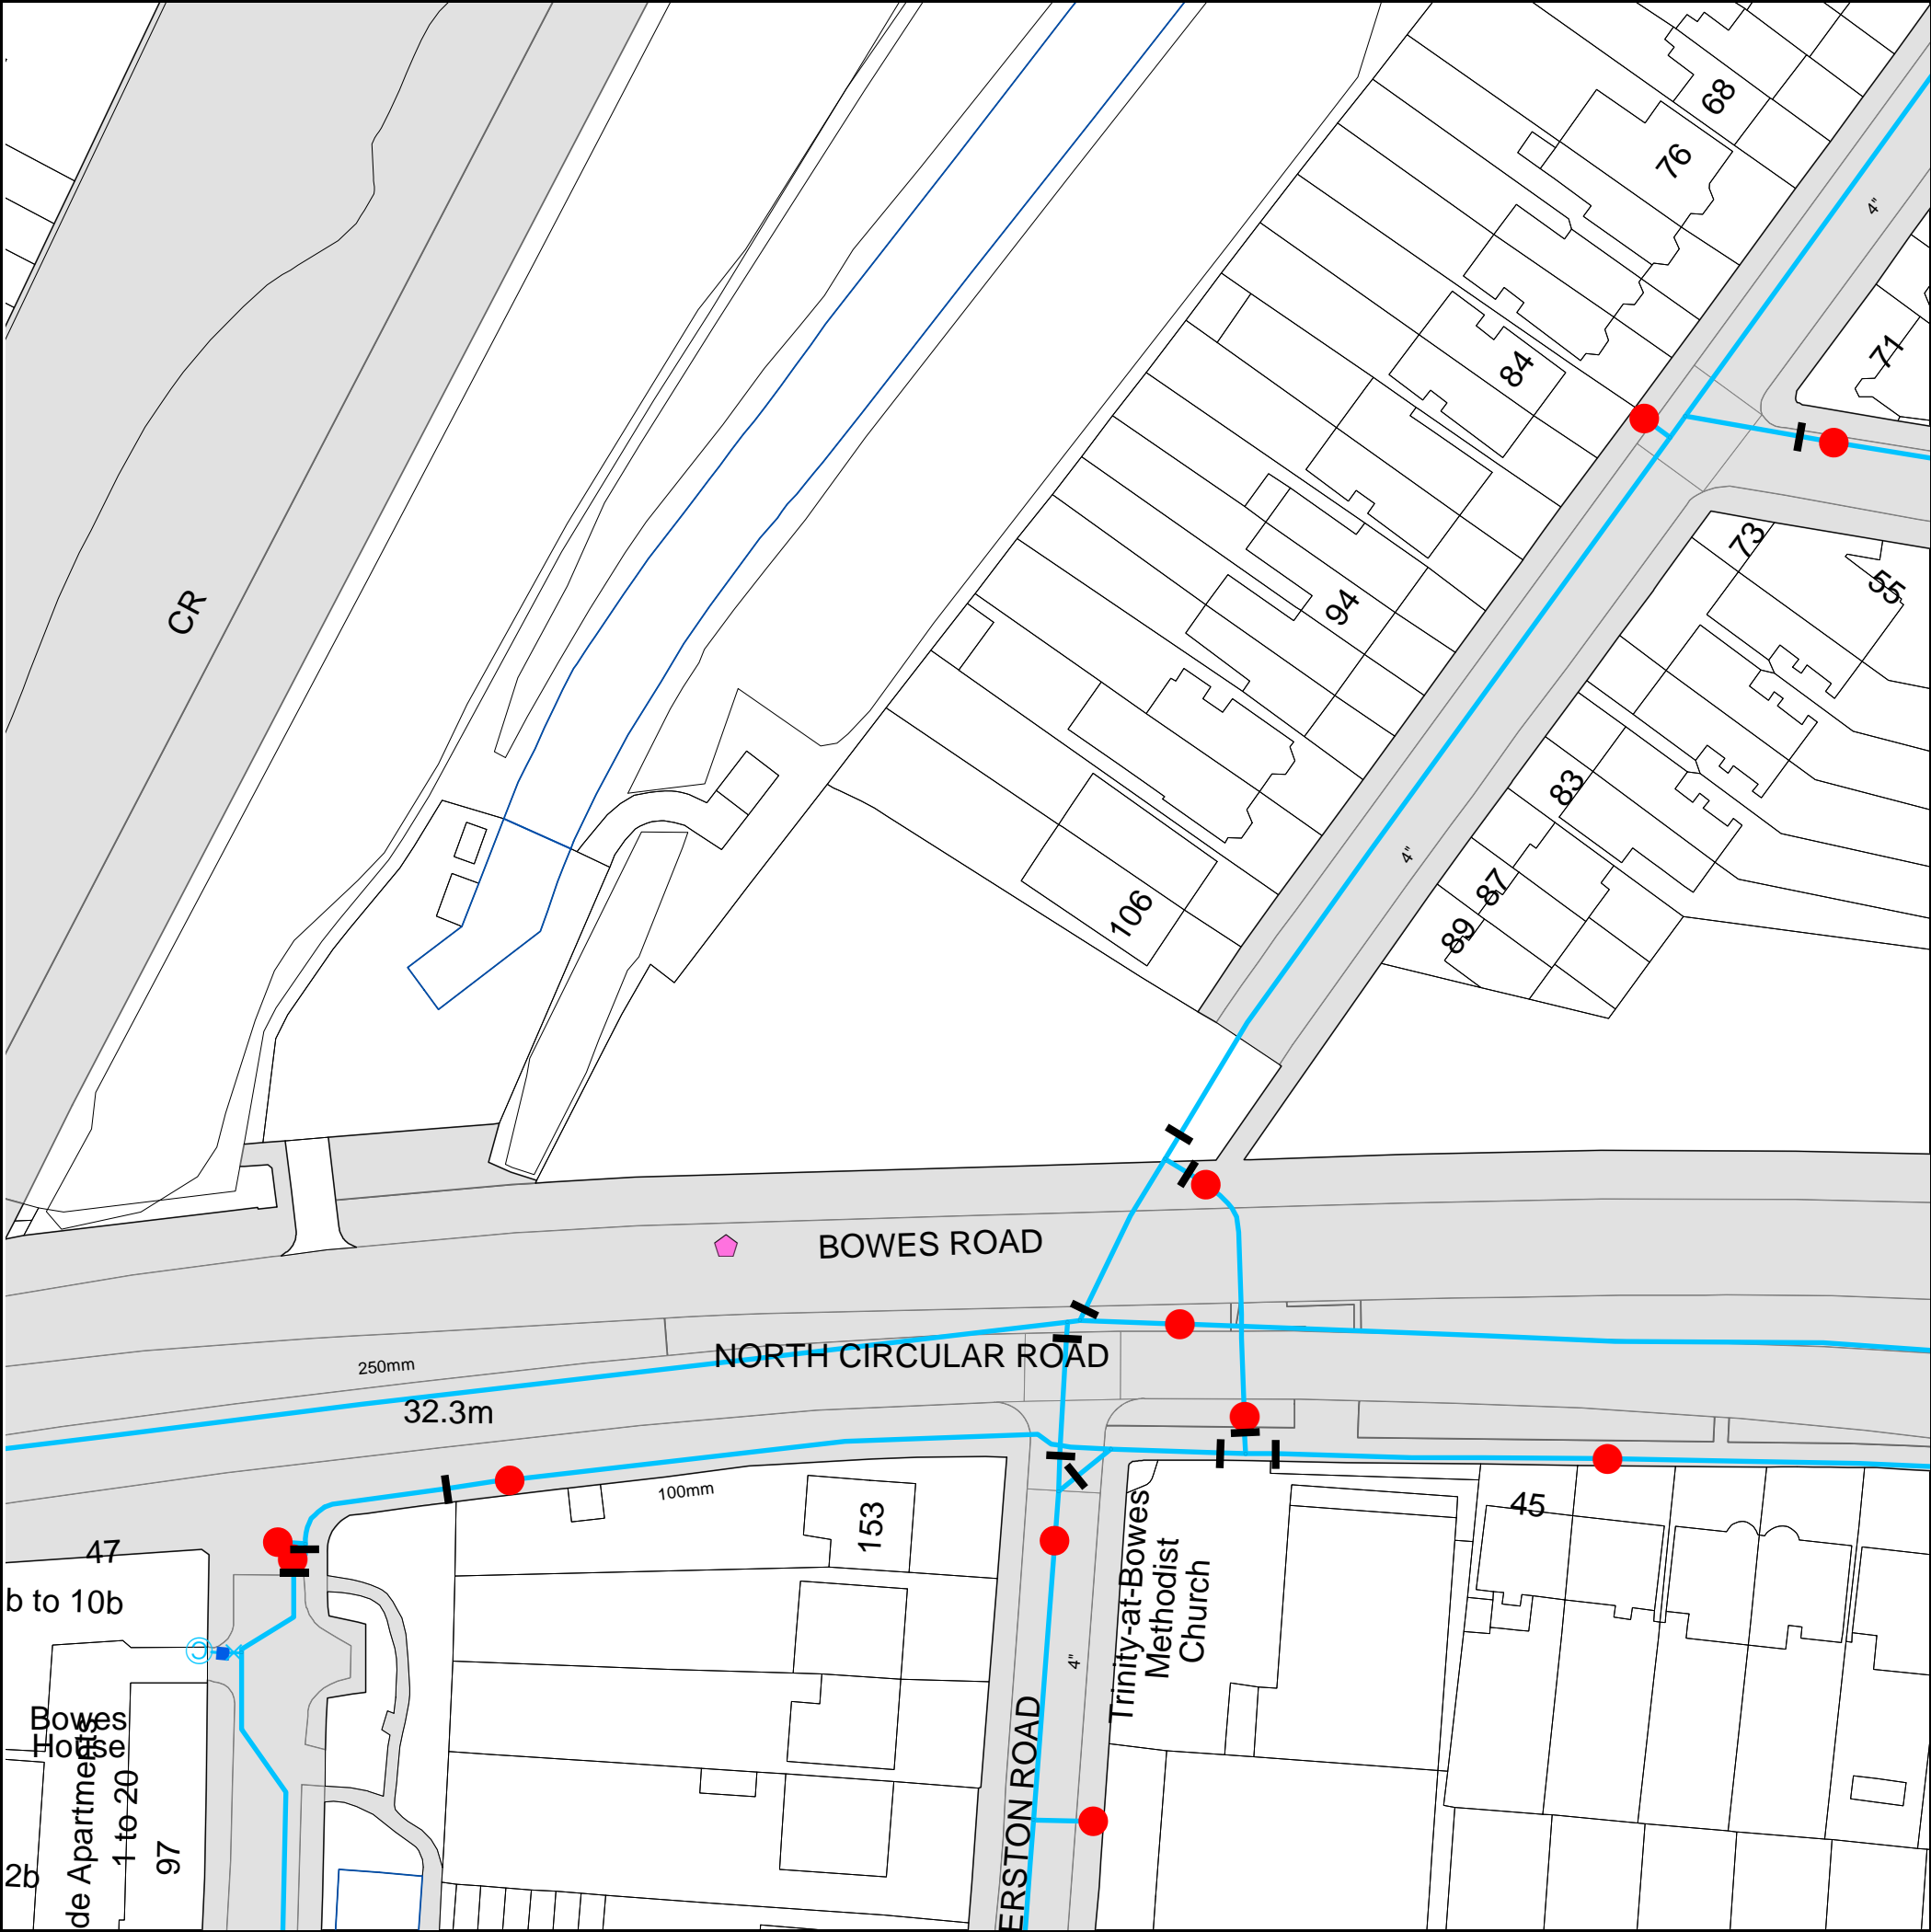 68
76
4"
71
84
73
55
CR
94
83
4"
87
106
89
BOWES ROAD
NORTH CIRCULAR ROAD
250mm
32.3m
100mm
45
153
47
Trinity-at-Bowes
Methodist
Church
b to 10b
4"
Bowes
House
de Apartments
1 to 20
97
ERSTON ROAD
2b